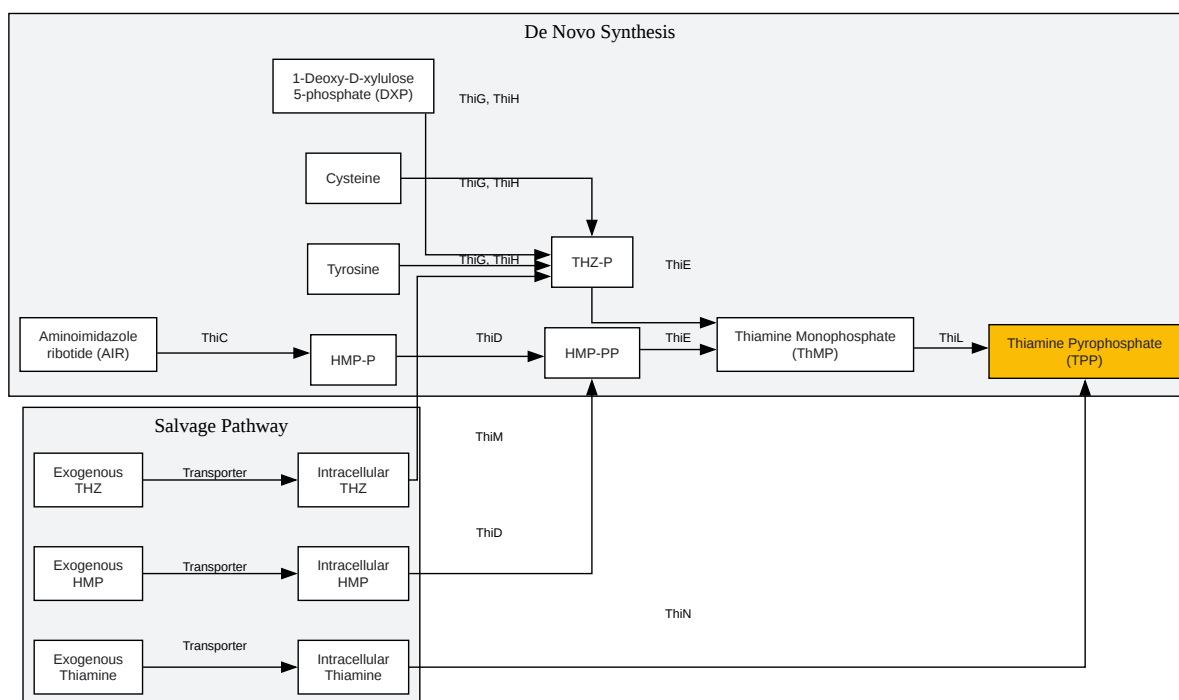 De Novo Synthesis
1-Deoxy-D-xylulose
5-phosphate (DXP)
ThiG, ThiH
Cysteine
ThiG, ThiH
Tyrosine
ThiG, ThiH
THZ-P
ThiE
Aminoimidazole
ribotide (AIR)
ThiC
HMP-P
ThiD
HMP-PP
ThiE
Thiamine Monophosphate
(ThMP)
ThiL
Thiamine Pyrophosphate
(TPP)
Salvage Pathway
Exogenous
THZ
Transporter
Intracellular
THZ
ThiM
Exogenous
HMP
Transporter
Intracellular
HMP
ThiD
Exogenous
Thiamine
Transporter
Intracellular
Thiamine
ThiN